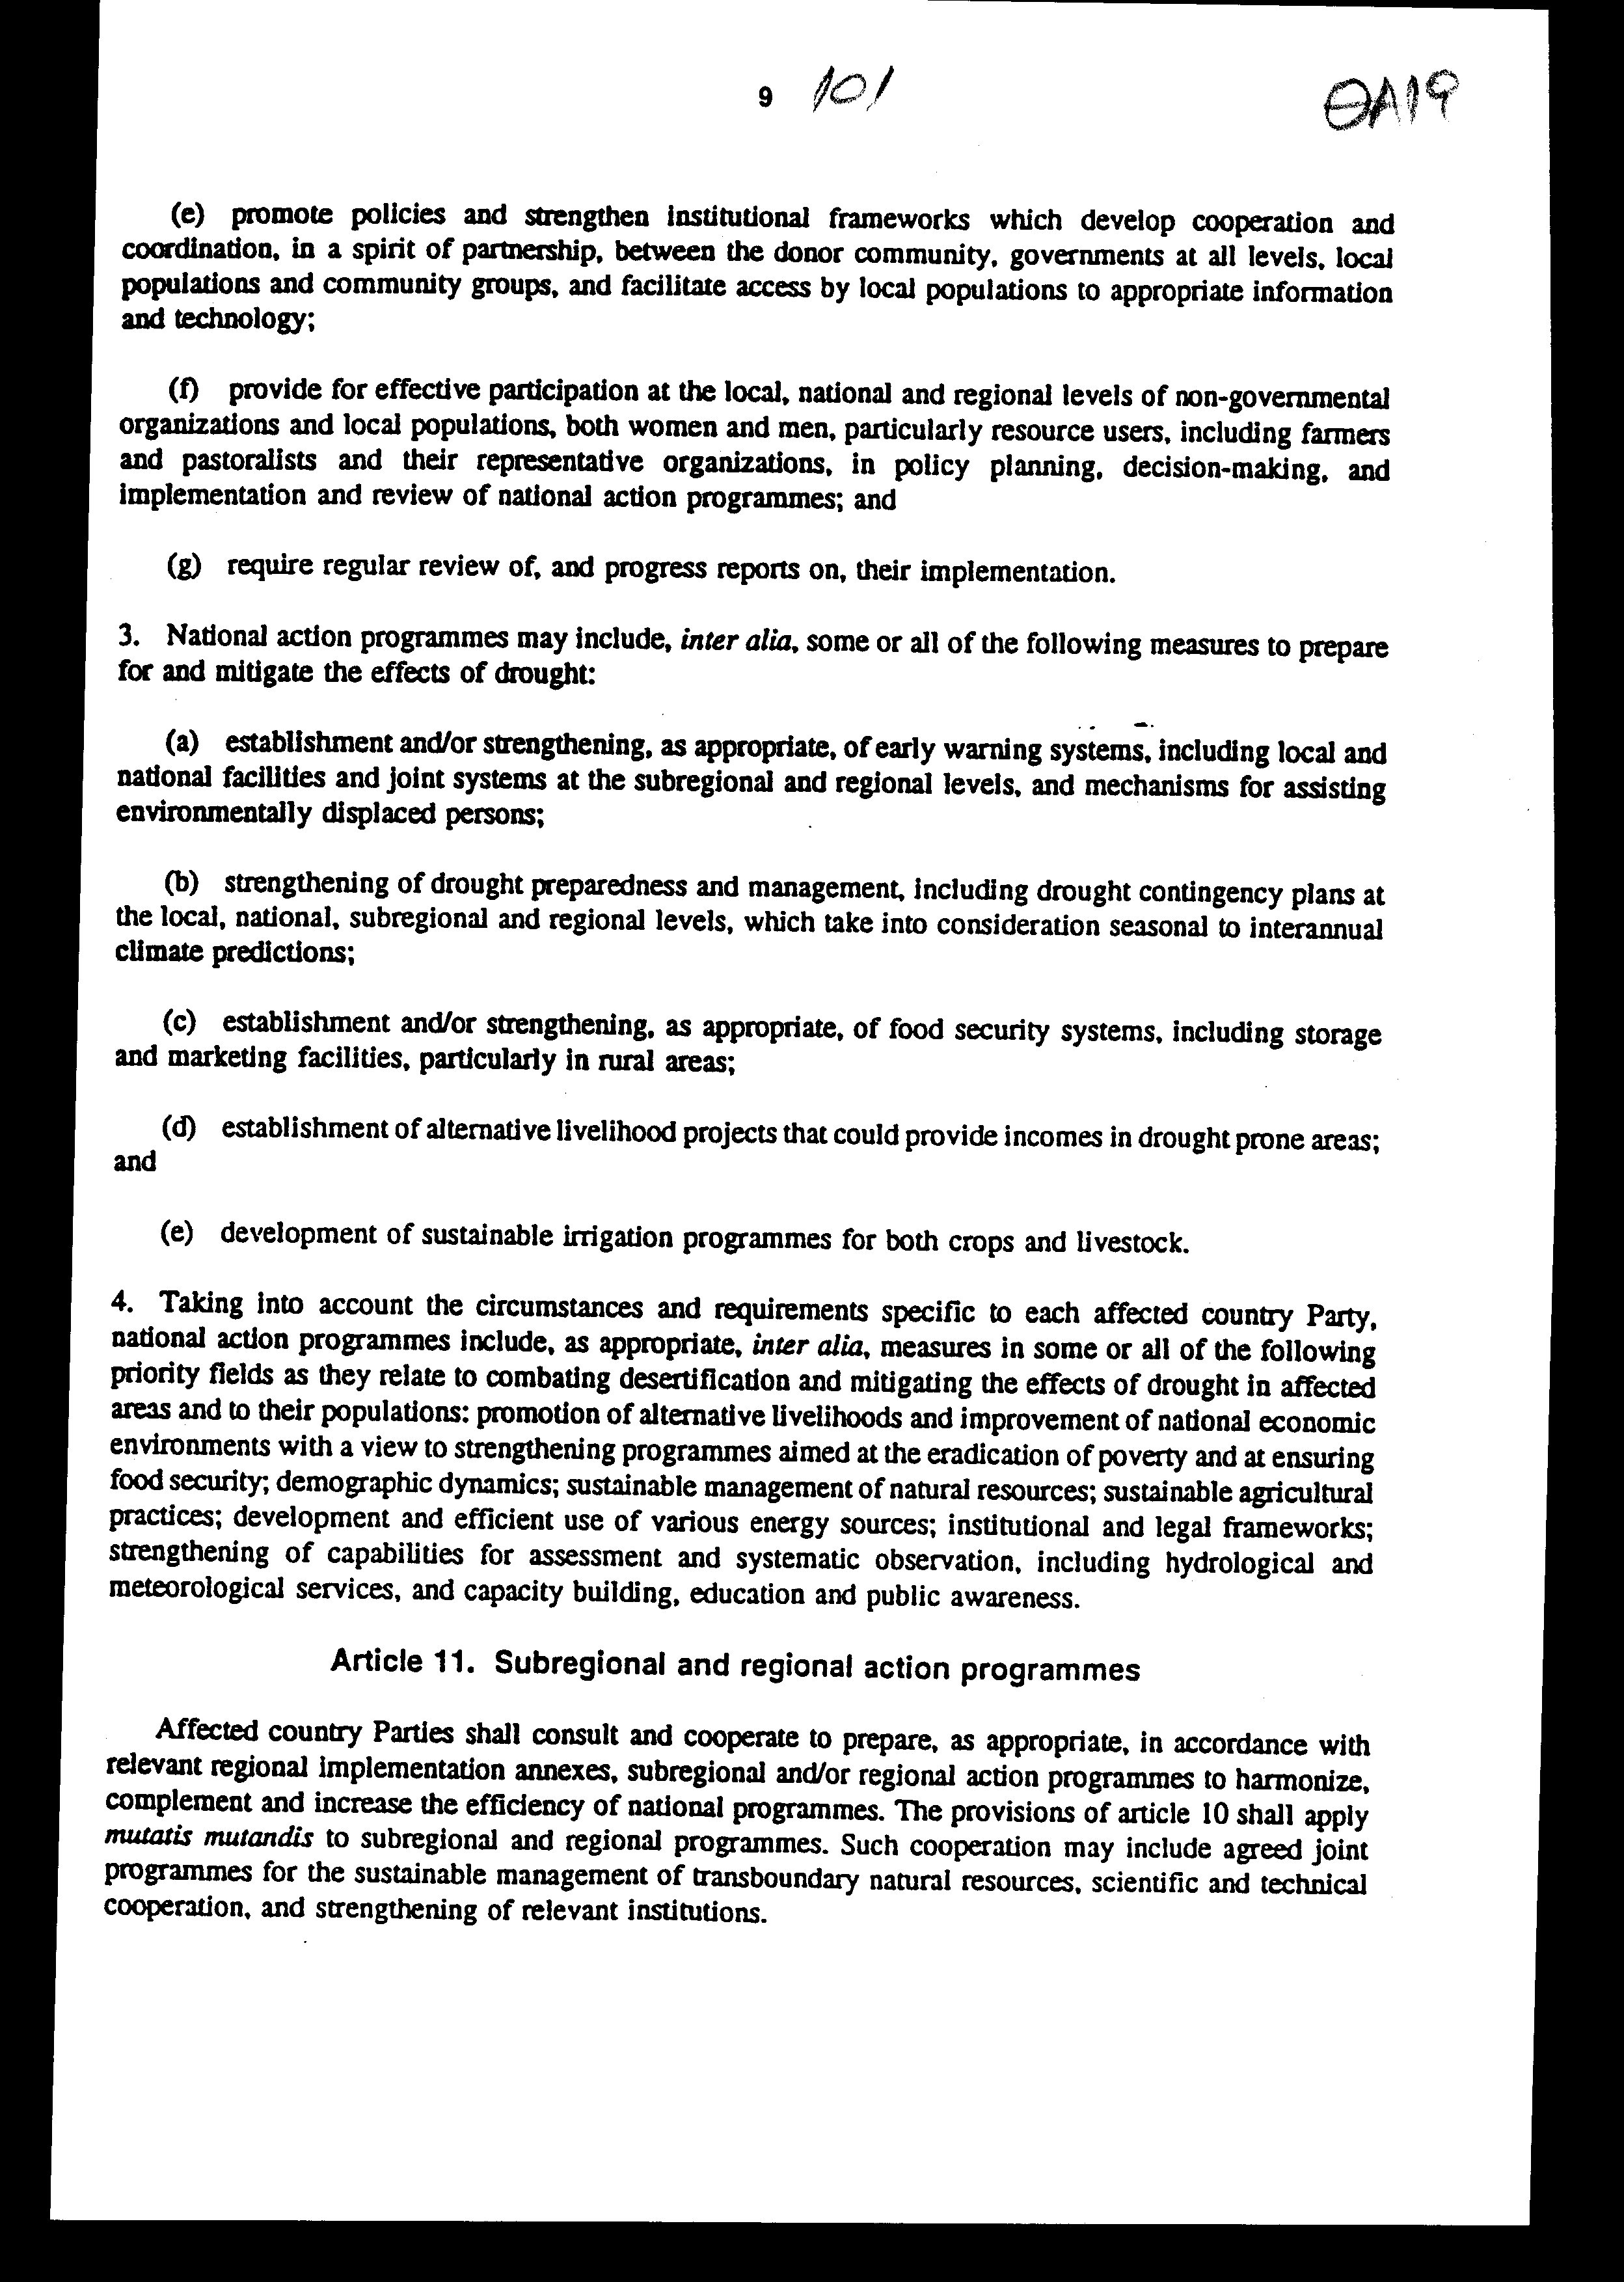 9 101 ΘΑ19
(e) promote policies and strengthen institutional frameworks which develop cooperation and
coordination, in a spirit of partnership, between the donor community, governments at all levels, local
populations and community groups, and facilitate access by local populations to appropriate information
and technology;
(f) provide for effective participation at the local, national and regional levels of non-governmental
organizations and local populations, both women and men, particularly resource users, including farmers
and pastoralists and their representative organizations, in policy planning, decision-making, and
implementation and review of national action programmes; and
(g) require regular review of, and progress reports on, their implementation.
3. National action programmes may include, inter alia, some or all of the following measures to prepare
for and mitigate the effects of drought:
(a) establishment and/or strengthening, as appropriate, of early warning systems, including local and
national facilities and joint systems at the subregional and regional levels, and mechanisms for assisting
environmentally displaced persons;
(b) strengthening of drought preparedness and management, including drought contingency plans at
the local, national, subregional and regional levels, which take into consideration seasonal to interannual
climate predictions;
(c) establishment and/or strengthening, as appropriate, of food security systems, including storage
and marketing facilities, particularly in rural areas;
(d) establishment of alternative livelihood projects that could provide incomes in drought prone areas;
and
(e) development of sustainable irrigation programmes for both crops and livestock.
4. Taking into account the circumstances and requirements specific to each affected country Party,
national action programmes include, as appropriate, inter alia, measures in some or all of the following
priority fields as they relate to combating desertification and mitigating the effects of drought in affected
areas and to their populations: promotion of alternative livelihoods and improvement of national economic
environments with a view to strengthening programmes aimed at the eradication of poverty and at ensuring
food security; demographic dynamics; sustainable management of natural resources; sustainable agricultural
practices; development and efficient use of various energy sources; institutional and legal frameworks;
strengthening of capabilities for assessment and systematic observation, including hydrological and
meteorological services, and capacity building, education and public awareness.
Article 11. Subregional and regional action programmes
Affected country Parties shall consult and cooperate to prepare, as appropriate, in accordance with
relevant regional implementation annexes, subregional and/or regional action programmes to harmonize,
complement and increase the efficiency of national programmes. The provisions of article 10 shall apply
mutatis mutandis to subregional and regional programmes. Such cooperation may include agreed joint
programmes for the sustainable management of transboundary natural resources, scientific and technical
cooperation, and strengthening of relevant institutions.